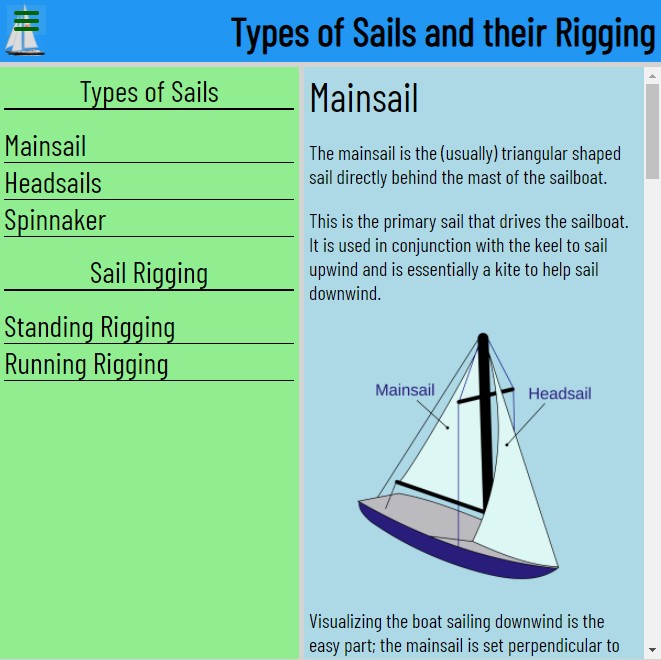 Types of Sails and their Rigging
Types of Sails
Mainsail
Headsails
Spinnaker
Sail Rigging
Standing Rigging
Running Rigging
Mainsail
The mainsail is the (usually) triangular shaped
sail directly behind the mast of the sailboat.
This is the primary sail that drives the sailboat.
It is used in conjunction with the keel to sail
upwind and is essentially a kite to help sail
downwind.
Mainsail
Headsail
Visualizing the boat sailing downwind is the
easy part; the mainsail is set perpendicular to